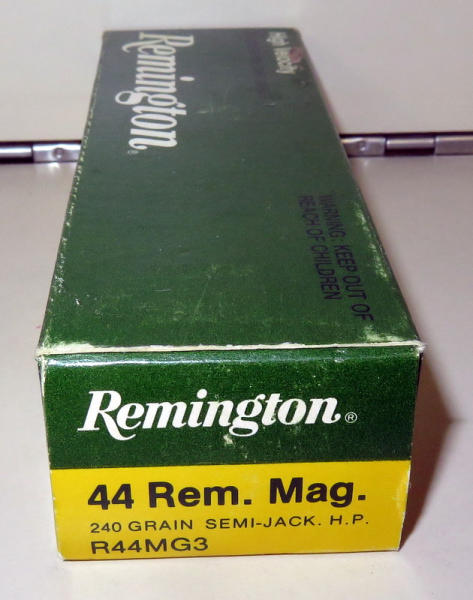 High Velocity
Remington®
WARNING: KEEP OUT OF
REACH OF CHILDREN
Remington®
44 Rem. Mag.
240 GRAIN SEMI-JACK. H.P.
R44MG3